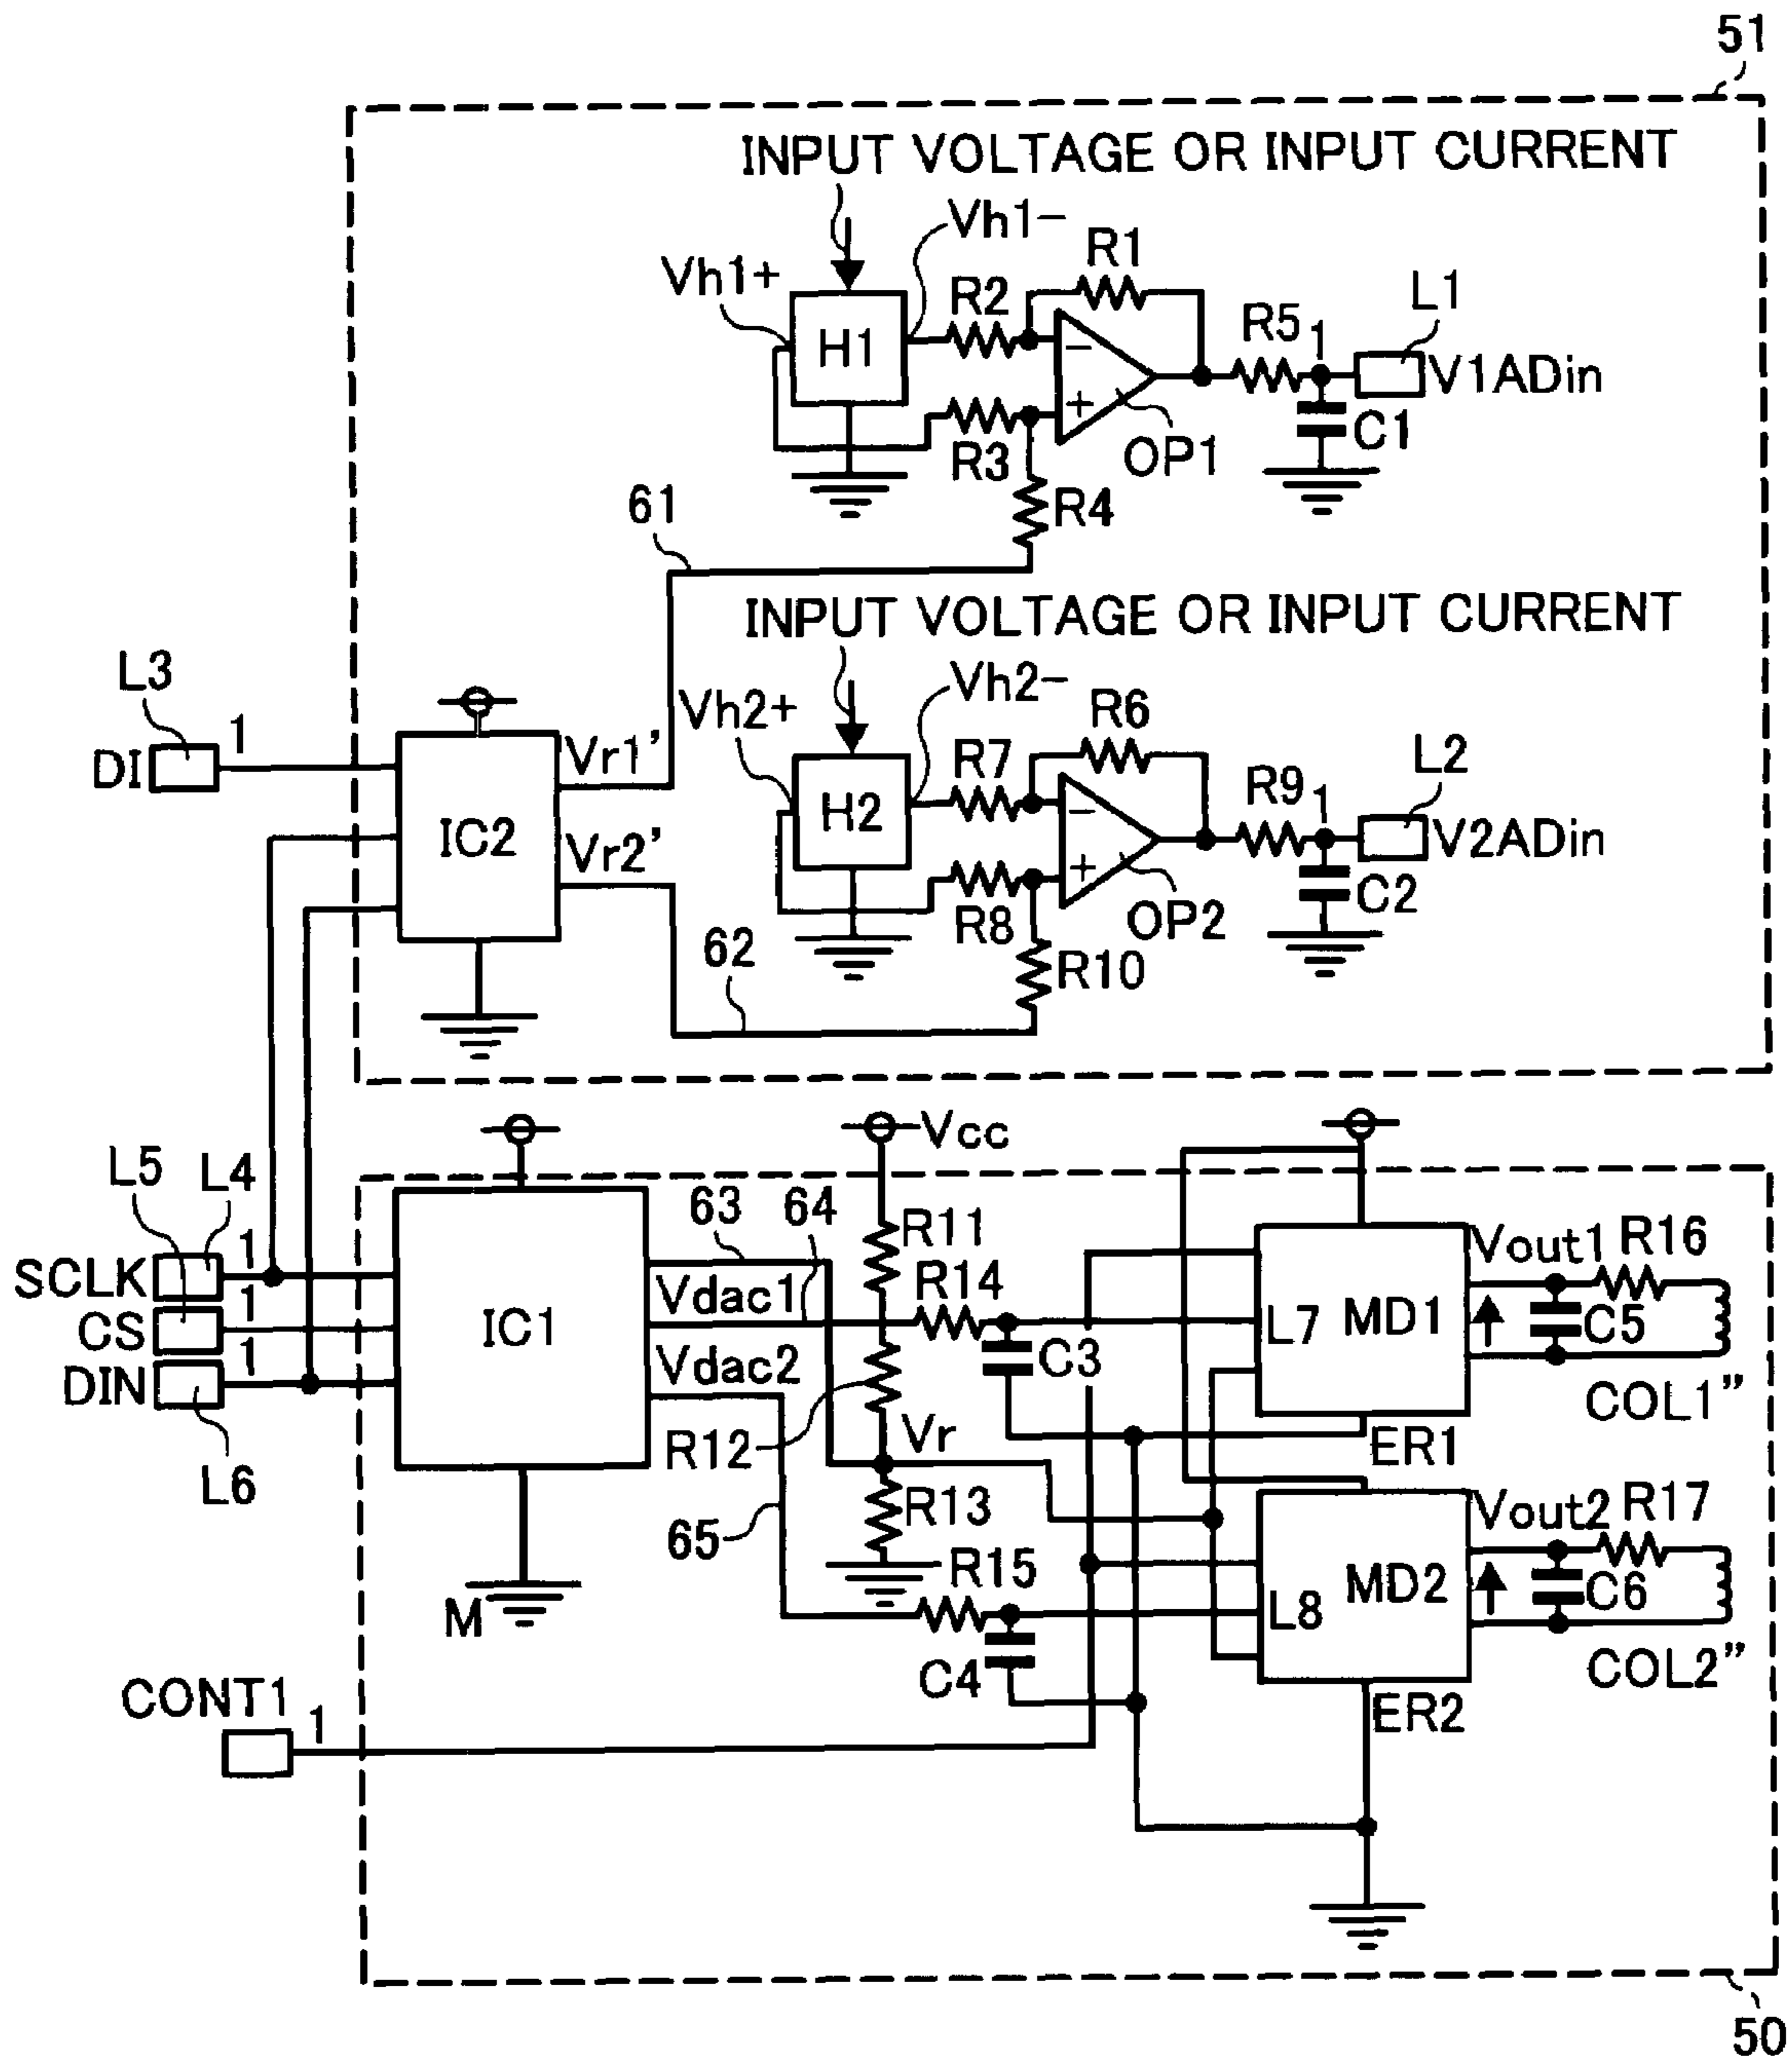 51
INPUT VOLTAGE OR INPUT CURRENT
Vh1-
R1
Vh1+
R2
L1
H1
R5
1
V1ADin
-
+
C1
R3
OP1
61
R4
INPUT VOLTAGE OR INPUT CURRENT
L3
Vh2-
Vh2+
R6
1
DI
Vr1'
R7
L2
H2
R9
1
IC2
Vr2'
-
V2ADin
+
C2
R8
OP2
62
R10
Vcc
L5
L4
63
64
R11
1
Vout1
R16
SCLK
Vdac1
R14
1
CS
IC1
L7
MD1
C5
1
Vdac2
C3
DIN
COL1”
R12
Vr
ER1
L6
R13
Vout2
R17
65
R15
MD2
C6
M
L8
C4
COL2”
CONT1
1
ER2
50